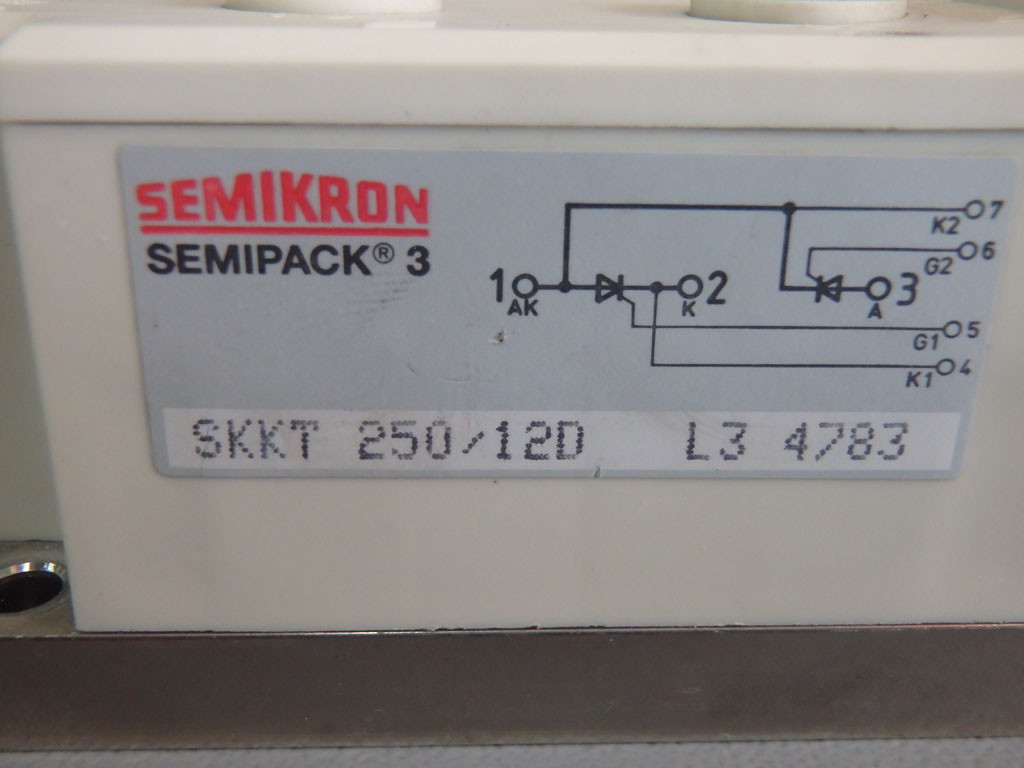 SEMIKRON
SEMIPACK® 3
7
K2
6
G2
1 2 3
AK K A
5
G1
4
K1
SKKT 250/12D L3 4783